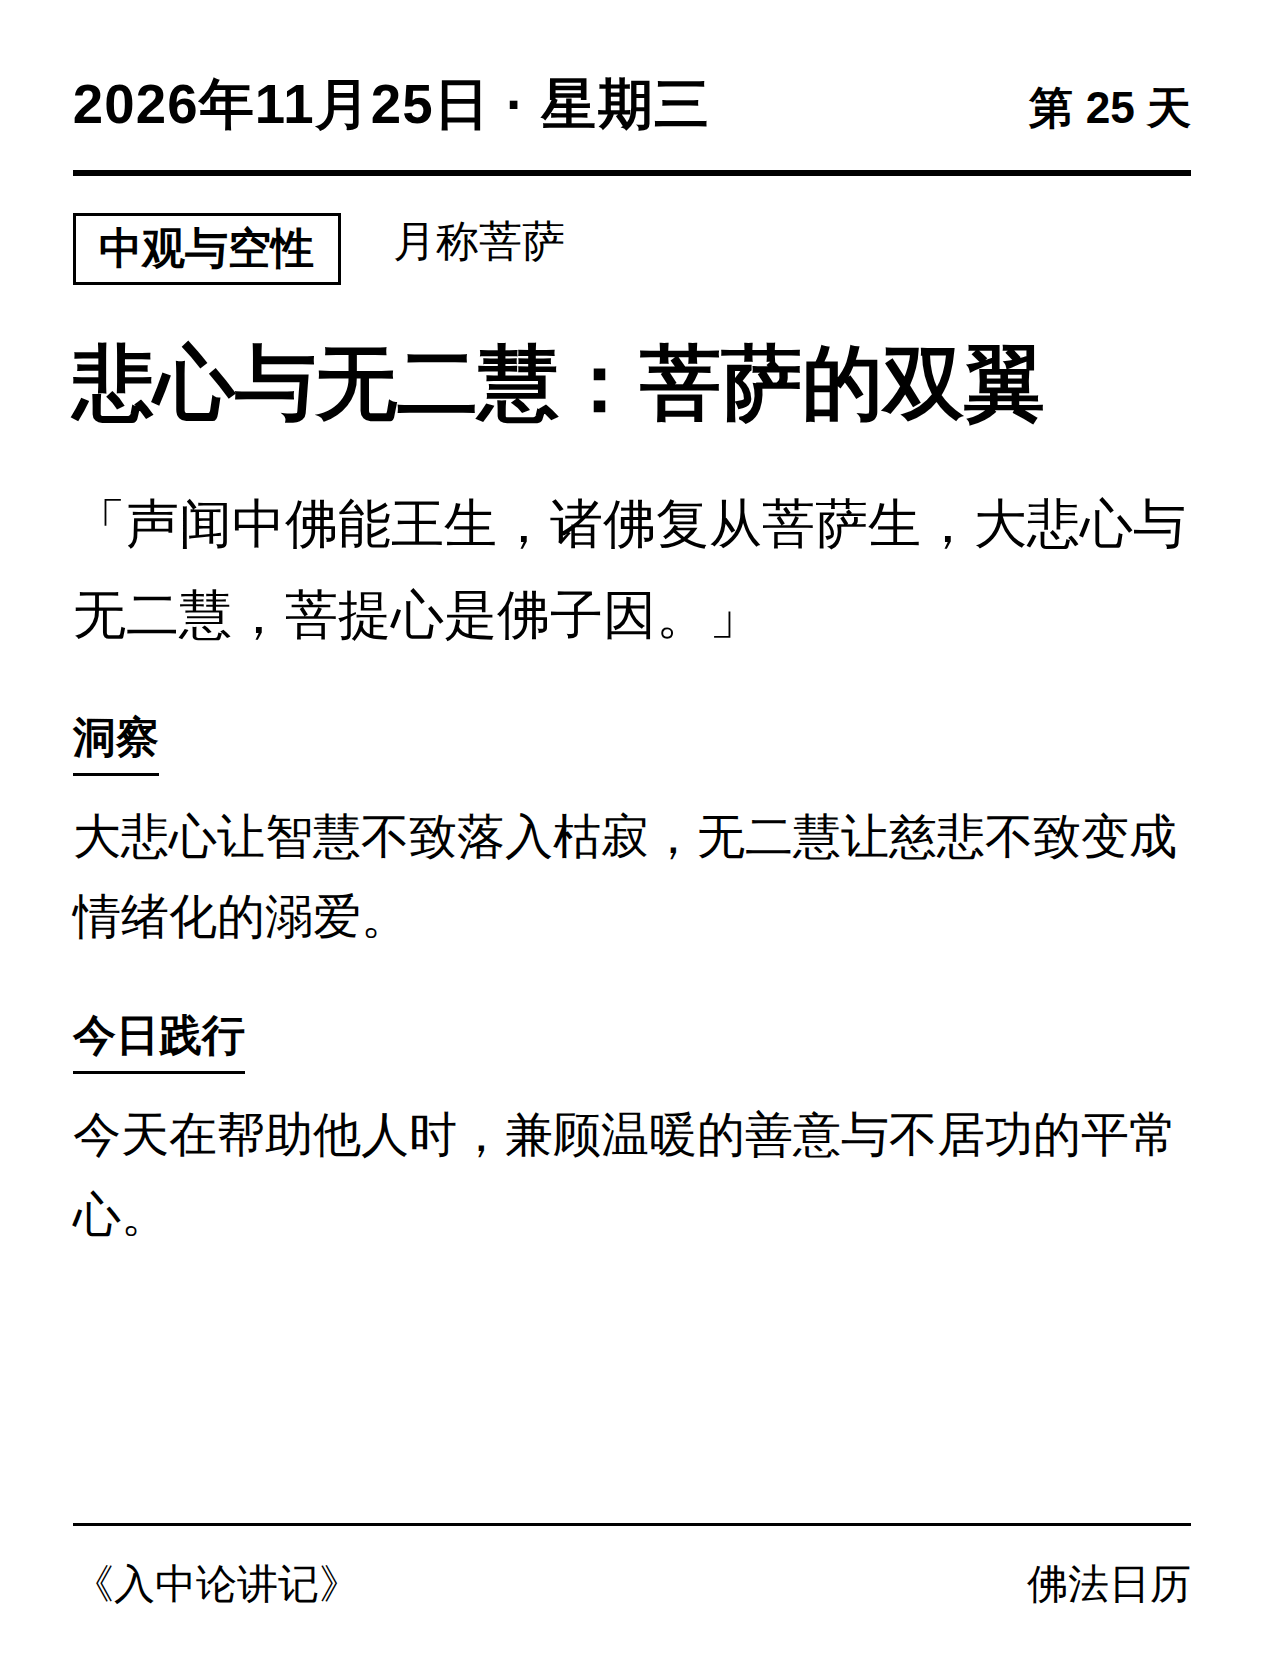 2026年11月25日 · 星期三
第 25 天
中观与空性
月称菩萨
悲心与无二慧：菩萨的双翼
「声闻中佛能王生，诸佛复从菩萨生，大悲心与
无二慧，菩提心是佛子因。」
洞察
大悲心让智慧不致落入枯寂，无二慧让慈悲不致变成
情绪化的溺爱。
今日践行
今天在帮助他人时，兼顾温暖的善意与不居功的平常
心。
《入中论讲记》
佛法日历